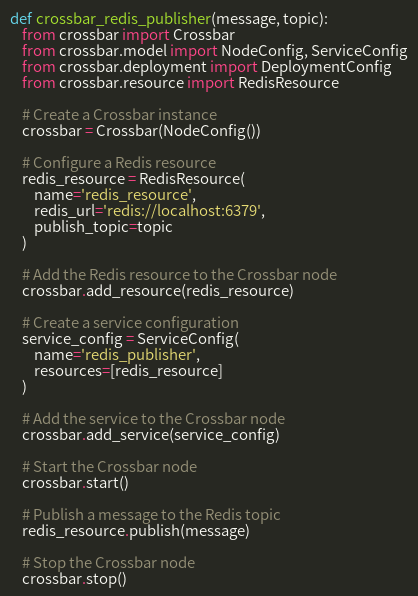 def crossbar_redis_publisher(message, topic):
from crossbar import Crossbar
from crossbar.model import NodeConfig, ServiceConfig
from crossbar.deployment import DeploymentConfig
from crossbar.resource import RedisResource
# Create a Crossbar instance
crossbar = Crossbar(NodeConfig())
# Configure a Redis resource
redis_resource = RedisResource(
name='redis_resource',
redis_url='redis://localhost:6379',
publish_topic=topic
)
# Add the Redis resource to the Crossbar node
crossbar.add_resource(redis_resource)
# Create a service configuration
service_config = ServiceConfig(
name='redis_publisher',
resources=[redis_resource]
)
# Add the service to the Crossbar node
crossbar.add_service(service_config)
# Start the Crossbar node
crossbar.start()
# Publish a message to the Redis topic
redis_resource.publish(message)
# Stop the Crossbar node
crossbar.stop()